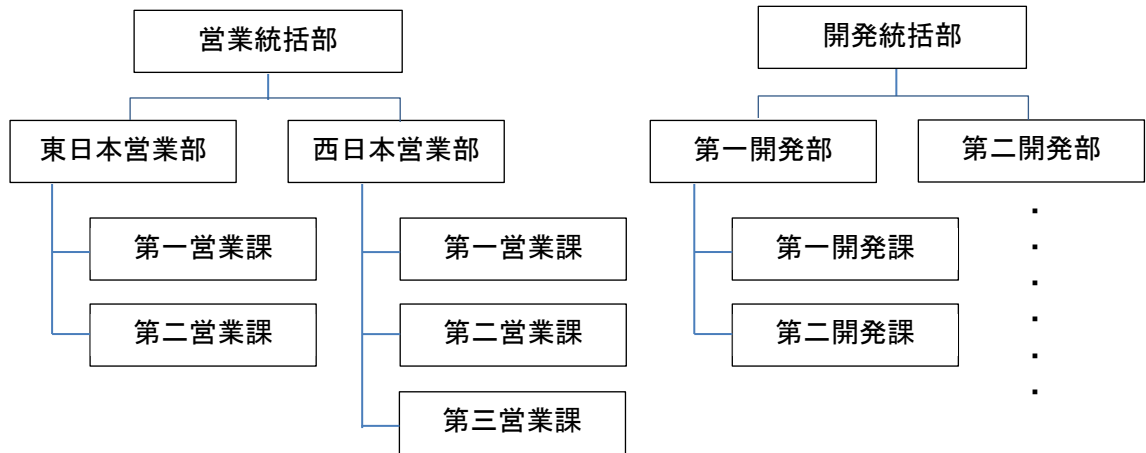 営業統括部
東日本営業部
第一営業課
第二営業課
西日本営業部
第一営業課
第二営業課
第三営業課
開発統括部
第一開発部
第一開発課
第二開発課
第二開発部
・
・
・
・
・
・